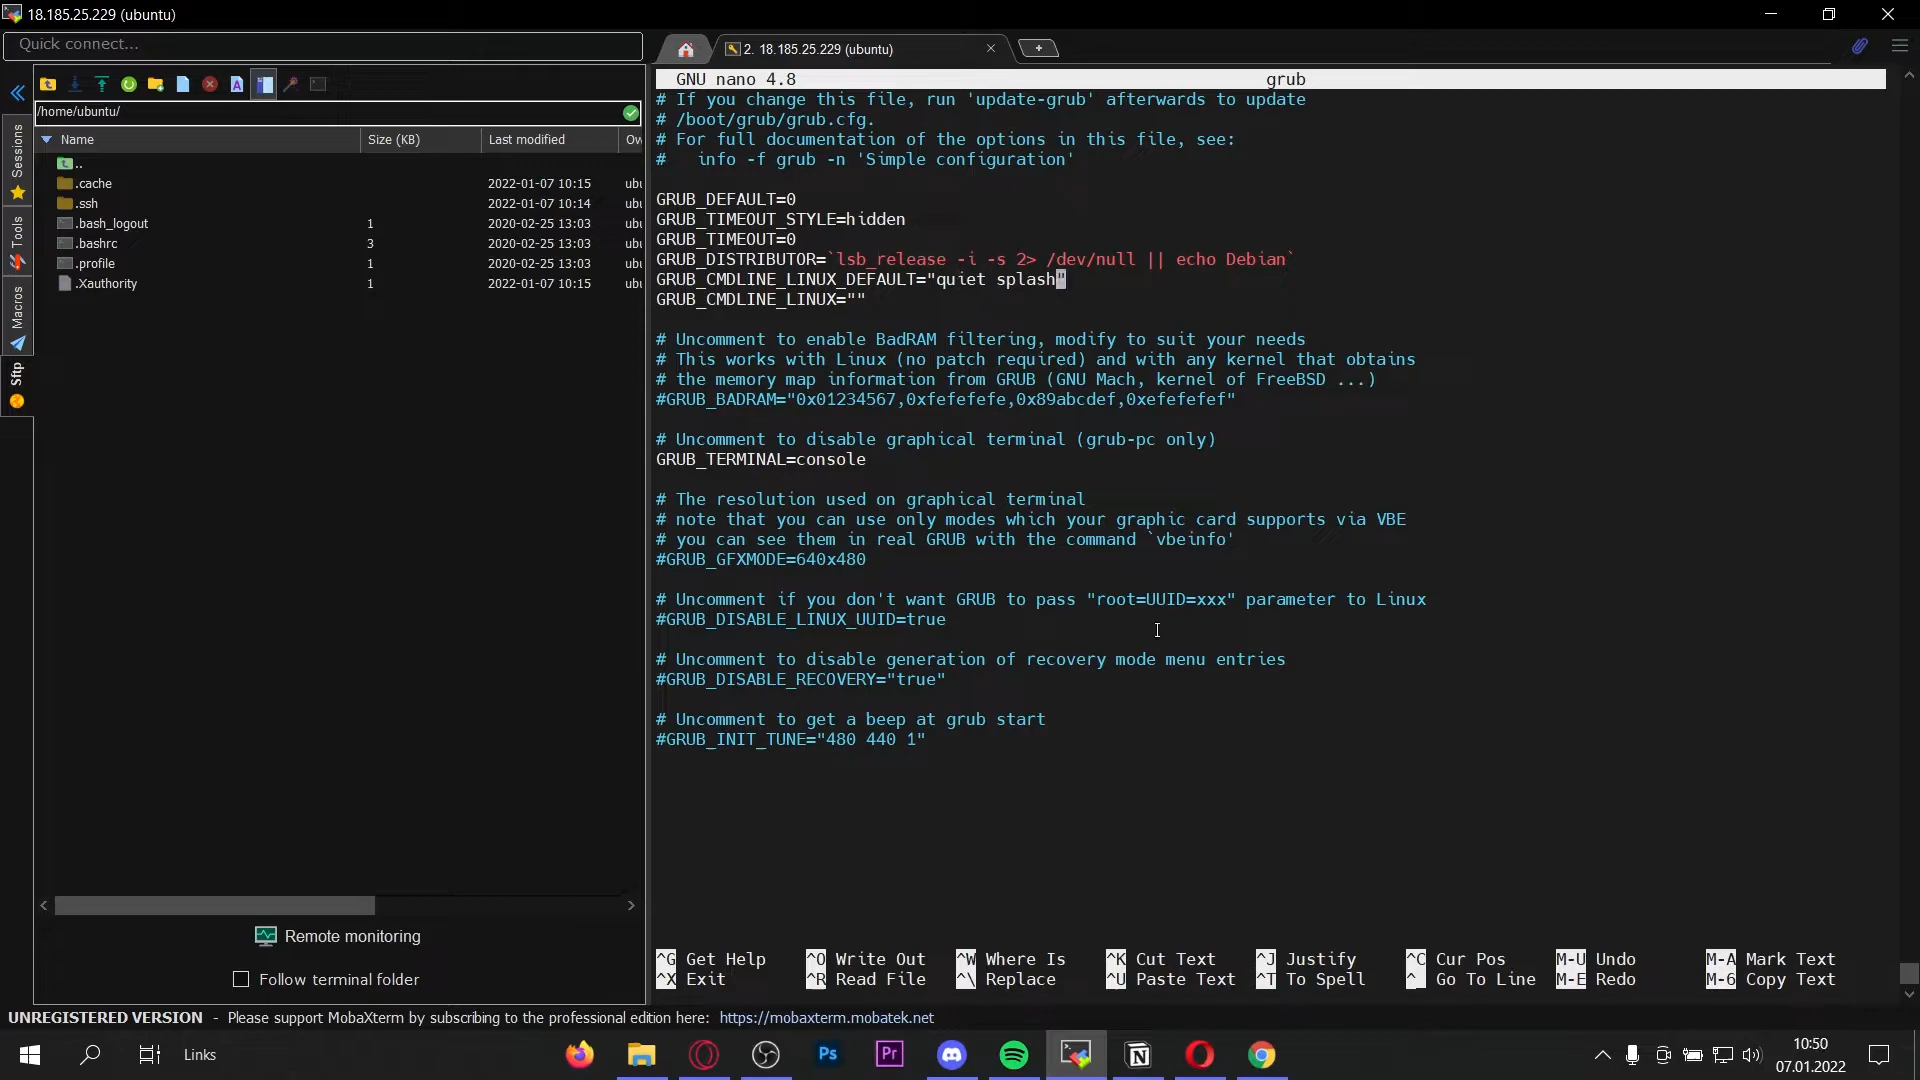 18.185.25.229 (ubuntu)
Quick connect...
2. 18.185.25.229 (ubuntu)
/home/ubuntu/
Name Size (KB) Last modified Ow
..
.cache 2022-01-07 10:15 ubu
.ssh 2022-01-07 10:14 ubu
.bash_logout 1 2020-02-25 13:03 ubu
.bashrc 3 2020-02-25 13:03 ubu
.profile 1 2020-02-25 13:03 ubu
.Xauthority 1 2022-01-07 10:15 ubu
Sessions
Tools
Macros
Sftp
Remote monitoring
Follow terminal folder
GNU nano 4.8 grub
# If you change this file, run 'update-grub' afterwards to update
# /boot/grub/grub.cfg.
# For full documentation of the options in this file, see:
#   info -f grub -n 'Simple configuration'
GRUB_DEFAULT=0
GRUB_TIMEOUT_STYLE=hidden
GRUB_TIMEOUT=0
GRUB_DISTRIBUTOR=`lsb_release -i -s 2> /dev/null || echo Debian`
GRUB_CMDLINE_LINUX_DEFAULT="quiet splash"
GRUB_CMDLINE_LINUX=""
# Uncomment to enable BadRAM filtering, modify to suit your needs
# This works with Linux (no patch required) and with any kernel that obtains
# the memory map information from GRUB (GNU Mach, kernel of FreeBSD ...)
#GRUB_BADRAM="0x01234567,0xfefefefe,0x89abcdef,0xefefefef"
# Uncomment to disable graphical terminal (grub-pc only)
GRUB_TERMINAL=console
# The resolution used on graphical terminal
# note that you can use only modes which your graphic card supports via VBE
# you can see them in real GRUB with the command `vbeinfo'
#GRUB_GFXMODE=640x480
# Uncomment if you don't want GRUB to pass "root=UUID=xxx" parameter to Linux
#GRUB_DISABLE_LINUX_UUID=true
# Uncomment to disable generation of recovery mode menu entries
#GRUB_DISABLE_RECOVERY="true"
# Uncomment to get a beep at grub start
#GRUB_INIT_TUNE="480 440 1"
^G Get Help ^O Write Out ^W Where Is ^K Cut Text ^J Justify ^C Cur Pos M-U Undo M-A Mark Text
^X Exit ^R Read File ^\ Replace ^U Paste Text ^T To Spell ^_ Go To Line M-E Redo M-6 Copy Text
UNREGISTERED VERSION - Please support MobaXterm by subscribing to the professional edition here: https://mobaxterm.mobatek.net
Links
Ps
Pr
10:50
07.01.2022